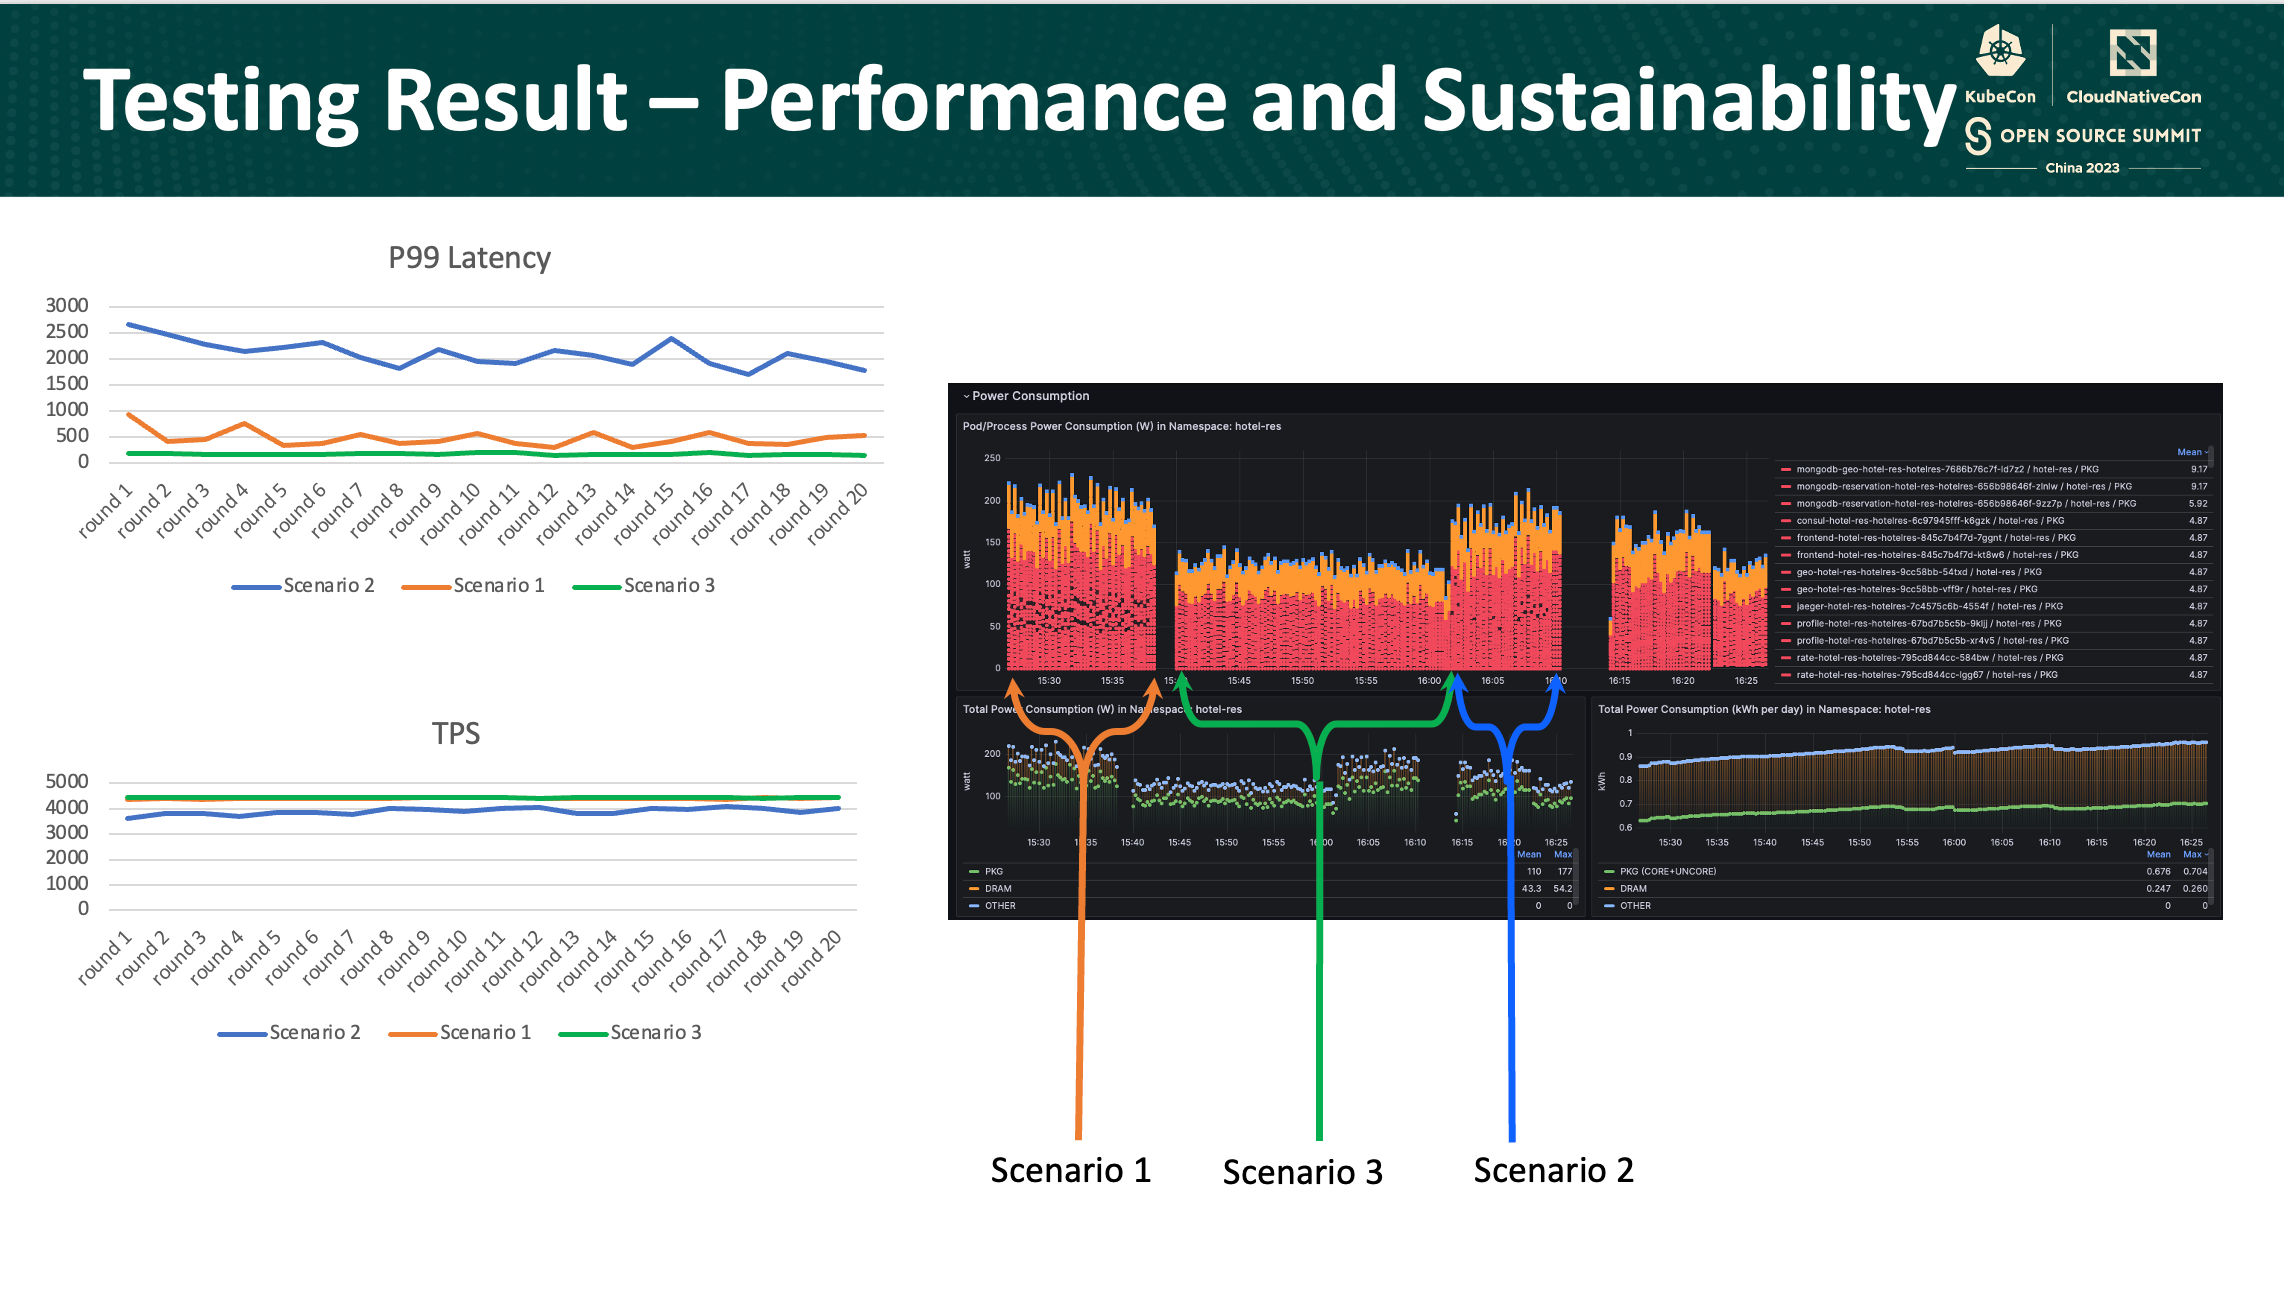 Testing Result – Performance and Sustainability
KubeCon
CloudNativeCon
OPEN SOURCE SUMMIT
China 2023
P99 Latency
3000
2500
2000
1500
1000
500
0
round 1
round 2
round 3
round 4
round 5
round 6
round 7
round 8
round 9
round 10
round 11
round 12
round 13
round 14
round 15
round 16
round 17
round 18
round 19
round 20
Scenario 2 Scenario 1 Scenario 3
TPS
5000
4000
3000
2000
1000
0
round 1
round 2
round 3
round 4
round 5
round 6
round 7
round 8
round 9
round 10
round 11
round 12
round 13
round 14
round 15
round 16
round 17
round 18
round 19
round 20
Scenario 2 Scenario 1 Scenario 3
Power Consumption
Pod/Process Power Consumption (W) in Namespace: hotel-res
250
200
150
100
50
0
watt
15:30 15:35 15:45 15:50 15:55 16:00 16:05 16:15 16:20 16:25
Mean
mongodb-geo-hotel-res-hotelres-7686b76c7f-ld7z2 / hotel-res / PKG 9.17
mongodb-reservation-hotel-res-hotelres-656b98646f-zlnlw / hotel-res / PKG 9.17
mongodb-reservation-hotel-res-hotelres-656b98646f-9zz7p / hotel-res / PKG 5.92
consul-hotel-res-hotelres-6c97945fff-k6gzk / hotel-res / PKG 4.87
frontend-hotel-res-hotelres-845c7b4f7d-7ggnt / hotel-res / PKG 4.87
frontend-hotel-res-hotelres-845c7b4f7d-kt8w6 / hotel-res / PKG 4.87
geo-hotel-res-hotelres-9cc58bb-54txd / hotel-res / PKG 4.87
geo-hotel-res-hotelres-9cc58bb-vff9r / hotel-res / PKG 4.87
jaeger-hotel-res-hotelres-7c4575c6b-4554f / hotel-res / PKG 4.87
profile-hotel-res-hotelres-67bd7b5c5b-9kljj / hotel-res / PKG 4.87
profile-hotel-res-hotelres-67bd7b5c5b-xr4v5 / hotel-res / PKG 4.87
rate-hotel-res-hotelres-795cd844cc-584bw / hotel-res / PKG 4.87
rate-hotel-res-hotelres-795cd844cc-lgg67 / hotel-res / PKG 4.87
Total Power Consumption (W) in Namespace: hotel-res
200
100
watt
15:30 15:35 15:40 15:45 15:50 15:55 16:00 16:05 16:10 16:15 16:20 16:25
Mean Max
PKG 110 177
DRAM 43.3 54.2
OTHER 0 0
Total Power Consumption (kWh per day) in Namespace: hotel-res
1
0.9
0.8
0.7
0.6
kWh
15:30 15:35 15:40 15:45 15:50 15:55 16:00 16:05 16:10 16:15 16:20 16:25
Mean Max
PKG (CORE+UNCORE) 0.676 0.704
DRAM 0.247 0.260
OTHER 0 0
Scenario 1
Scenario 3
Scenario 2